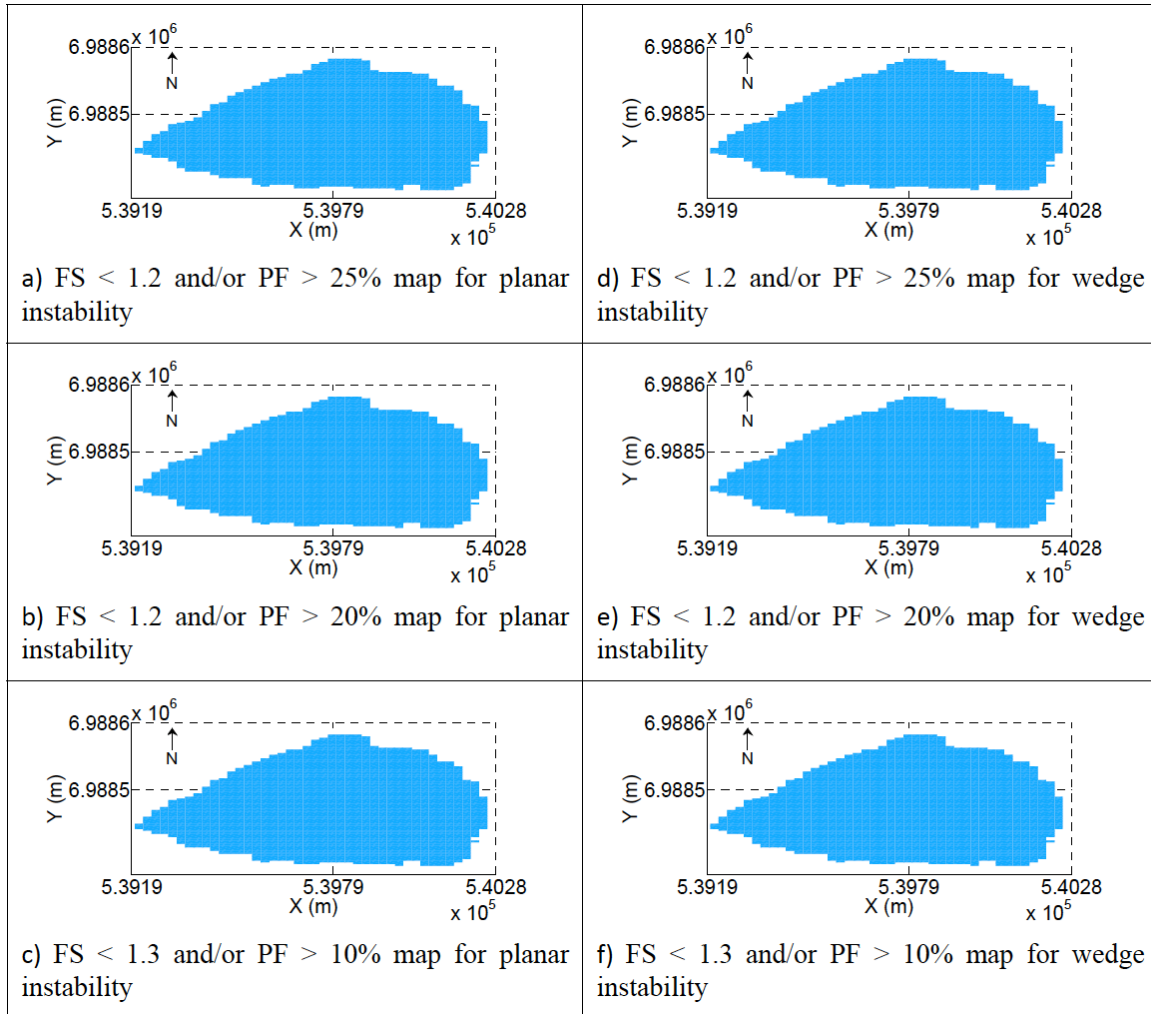 6.9886 x 10^6
N
6.9885
Y (m)
5.3919 5.3979 5.4028
X (m)
x 10^5
a) FS < 1.2 and/or PF > 25% map for planar
instability
6.9886 x 10^6
N
6.9885
Y (m)
5.3919 5.3979 5.4028
X (m)
x 10^5
d) FS < 1.2 and/or PF > 25% map for wedge
instability
6.9886 x 10^6
N
6.9885
Y (m)
5.3919 5.3979 5.4028
X (m)
x 10^5
b) FS < 1.2 and/or PF > 20% map for planar
instability
6.9886 x 10^6
N
6.9885
Y (m)
5.3919 5.3979 5.4028
X (m)
x 10^5
e) FS < 1.2 and/or PF > 20% map for wedge
instability
6.9886 x 10^6
N
6.9885
Y (m)
5.3919 5.3979 5.4028
X (m)
x 10^5
c) FS < 1.3 and/or PF > 10% map for planar
instability
6.9886 x 10^6
N
6.9885
Y (m)
5.3919 5.3979 5.4028
X (m)
x 10^5
f) FS < 1.3 and/or PF > 10% map for wedge
instability